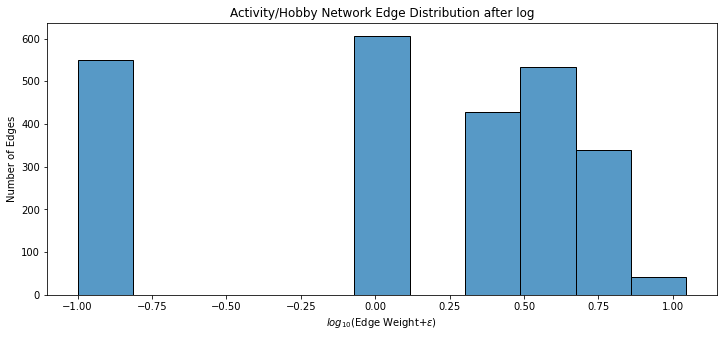 Activity/Hobby Network Edge Distribution after log
Number of Edges
600
500
400
300
200
100
0
−1.00 −0.75 −0.50 −0.25 0.00 0.25 0.50 0.75 1.00
log₁₀(Edge Weight+ε)